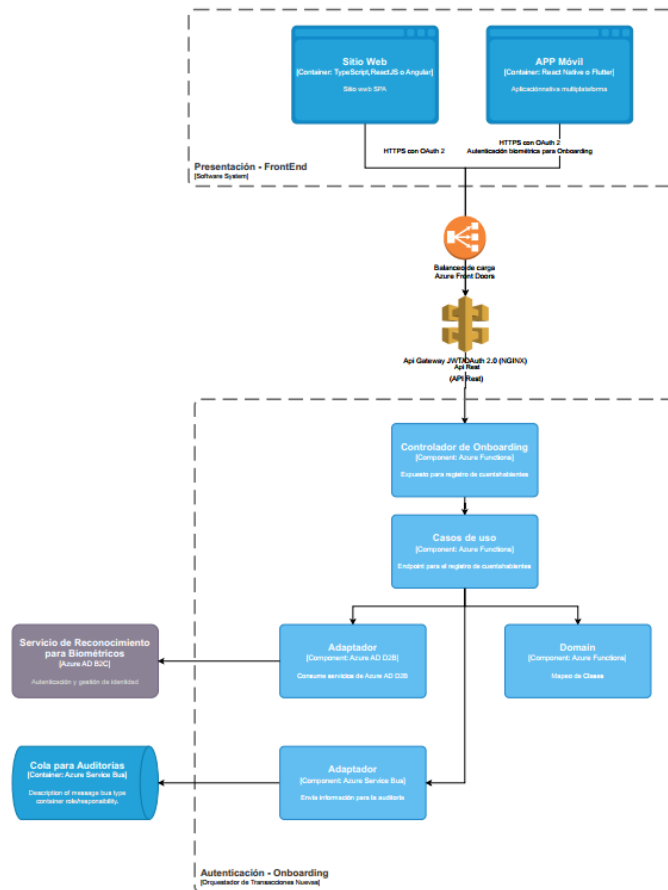 Sitio Web
[Container: TypeScript,ReactJS o Angular]
Sitio web SPA
APP Móvil
[Container: React Native o Flutter]
Aplicaciónnativa multiplateforma
HTTPS con OAuth 2
HTTPS con OAuth 2
Autenticación biométrica para Onboarding
Presentación - FrontEnd
[Software System]
Balanceo de carga
Azure Front Doors
Api Gateway JWT/OAuth 2.0 (NGINX)
Api Rest
(API Rest)
Controlador de Onboarding
[Component: Azure Functions]
Expuesto para registro de cuentahabientes
Casos de uso
[Component: Azure Functions]
Endpoint para el registro de cuentahabientes
Servicio de Reconocimiento
para Biométricos
[Azure AD B2C]
Autenticación y gestión de identidad
Adaptador
[Component: Azure AD D2B]
Consume servicios de Azure AD D2B
Domain
[Component: Azure Functions]
Mapeo de Clases
Cola para Auditorias
[Container: Azure Service Bus]
Description of message bus type
container role/responsibility.
Adaptador
[Component: Azure Service Bus]
Envía información para la auditoría
Autenticación - Onboarding
[Orquestador de Transacciones Nuevas]